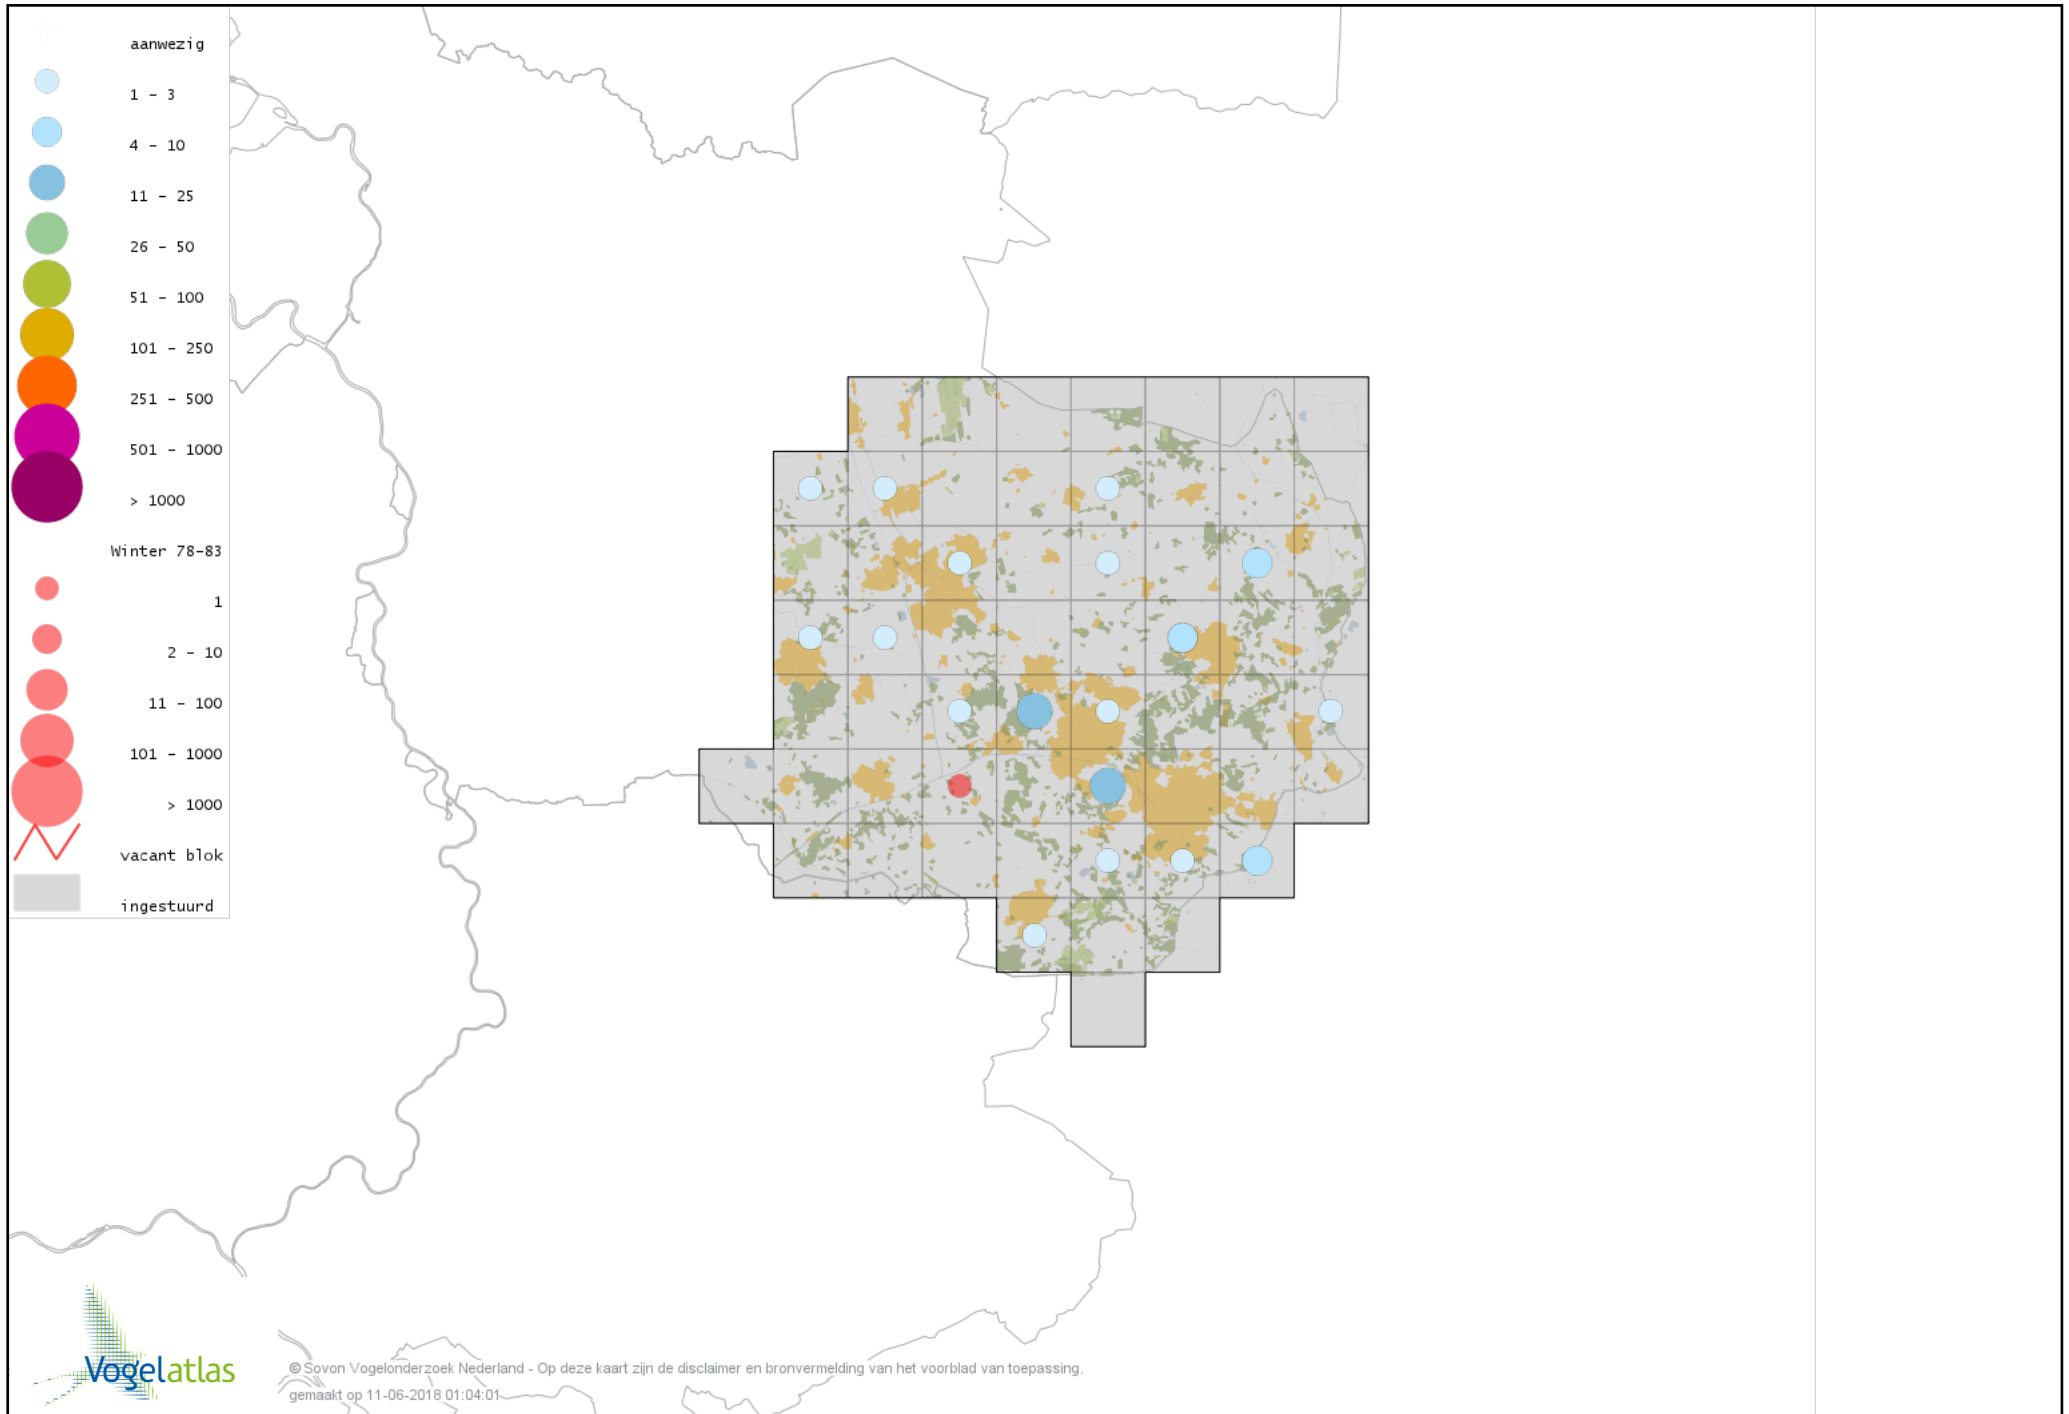 aanwezig
1 - 3
4 - 10
11 - 25
26 - 50
51 - 100
101 - 250
251 - 500
501 - 1000
> 1000
Winter 78-83
1
2 - 10
11 - 100
101 - 1000
> 1000
vacant blok
ingestuurd
Vogelatlas
© Sovon Vogelonderzoek Nederland - Op deze kaart zijn de disclaimer en bronvermelding van het voorblad van toepassing.
gemaakt op 11-06-2018 01:04:01